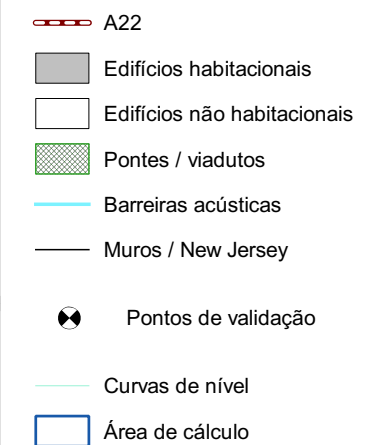 A22
Edifícios habitacionais
Edifícios não habitacionais
Pontes / viadutos
Barreiras acústicas
Muros / New Jersey
Pontos de validação
Curvas de nível
Área de cálculo